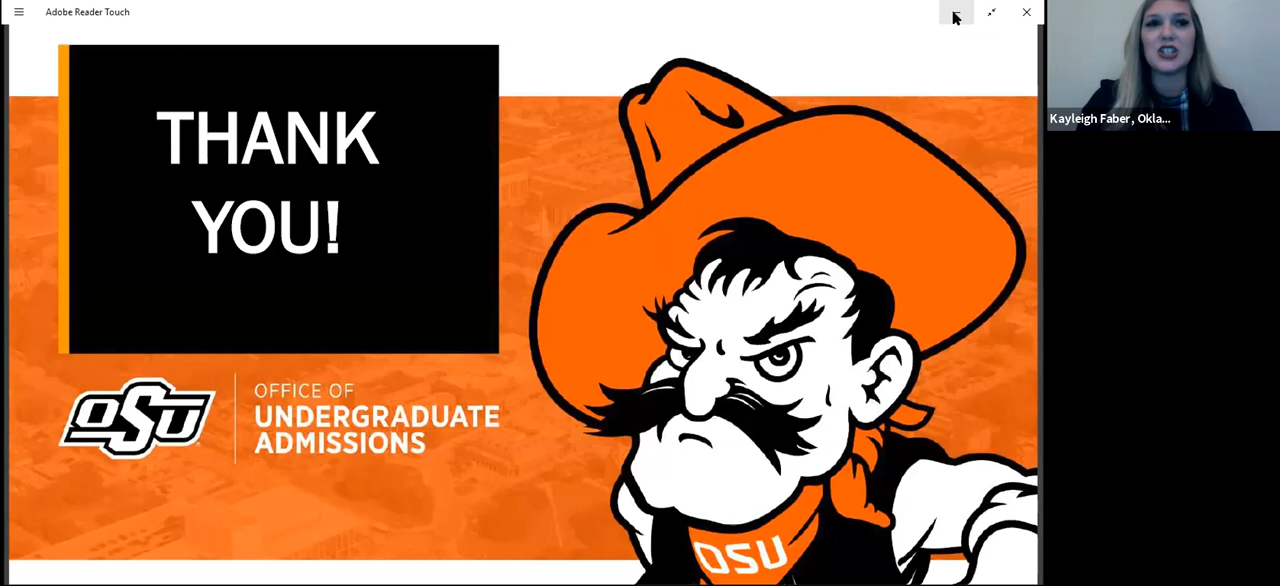 Adobe Reader Touch
THANK
YOU!
OSU
OFFICE OF
UNDERGRADUATE
ADMISSIONS
OSU
Kayleigh Faber, Okla...